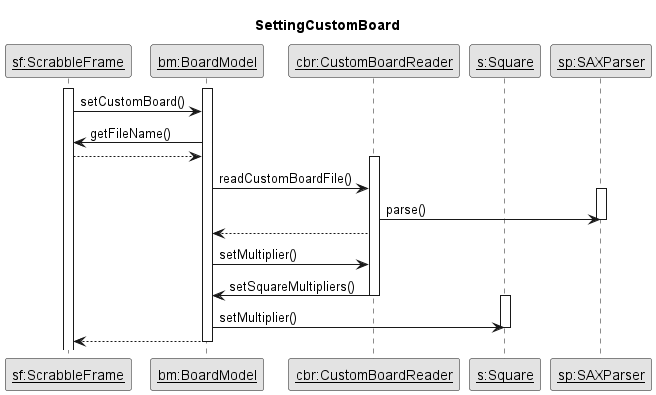 SettingCustomBoard
sf:ScrabbleFrame bm:BoardModel cbr:CustomBoardReader s:Square sp:SAXParser
setCustomBoard()
getFileName()
readCustomBoardFile()
parse()
setMultiplier()
setSquareMultipliers()
setMultiplier()
sf:ScrabbleFrame bm:BoardModel cbr:CustomBoardReader s:Square sp:SAXParser